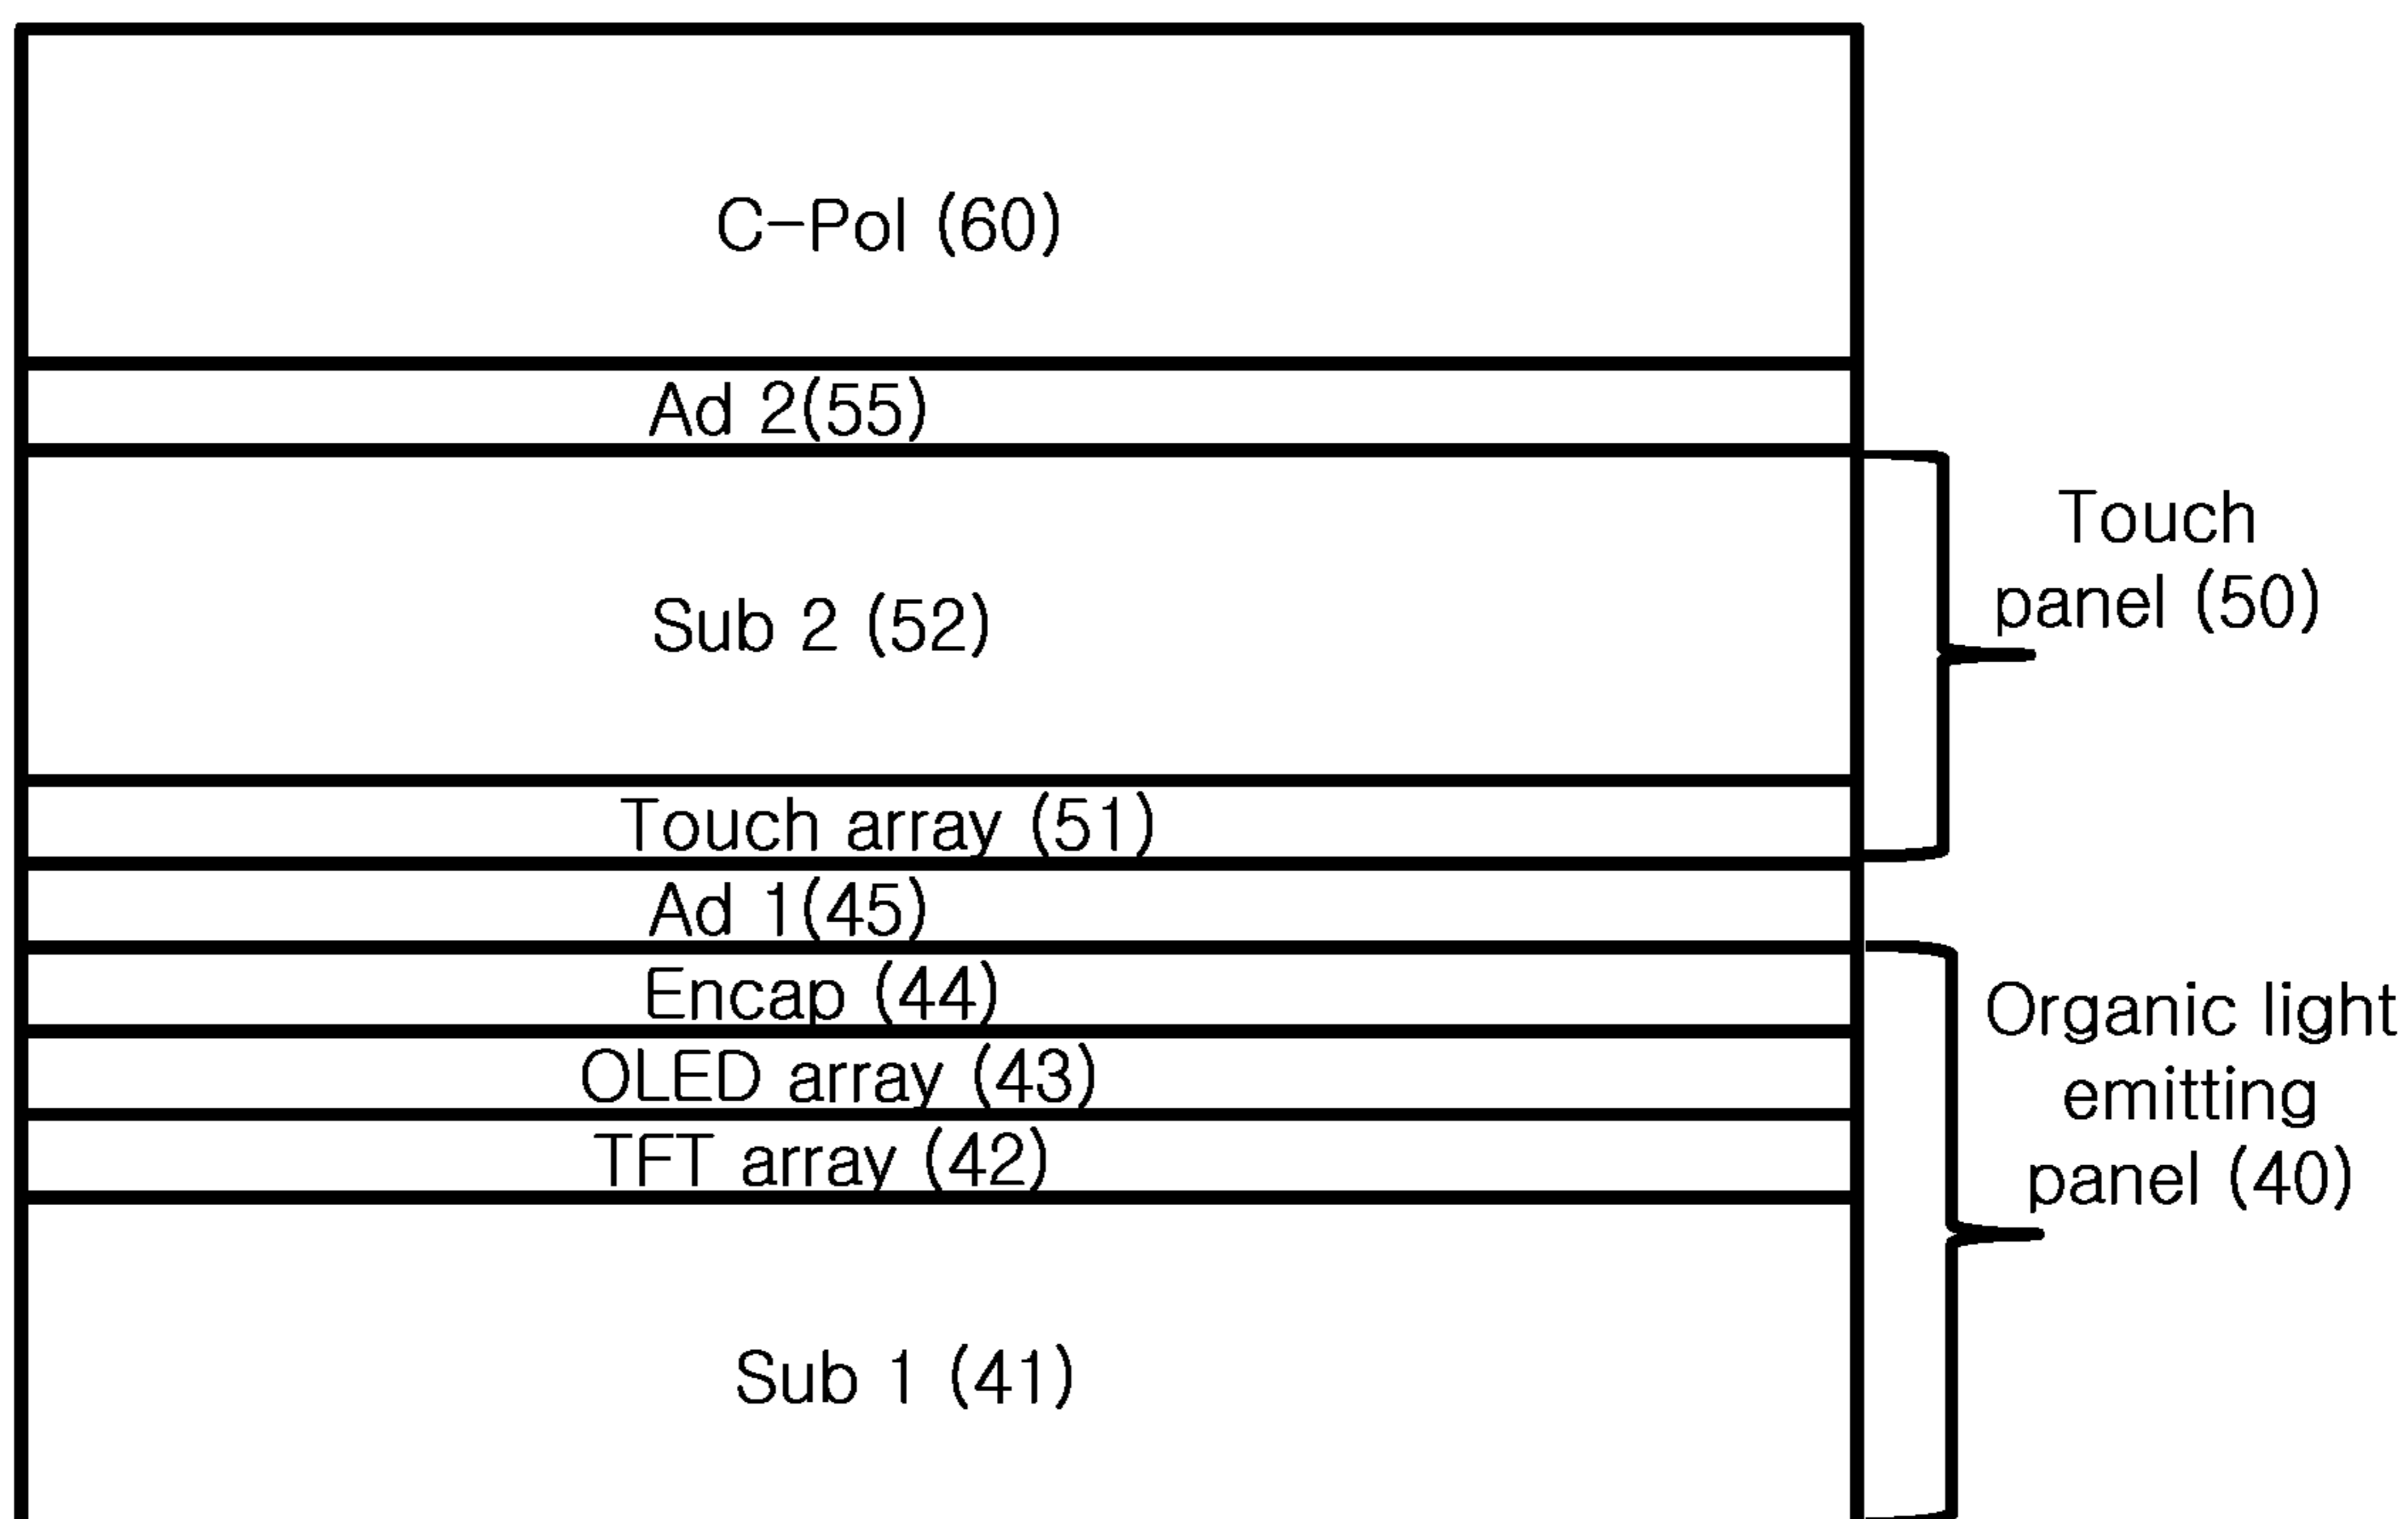 C-Pol (60)
Ad 2(55)
Sub 2 (52)
Touch array (51)
Ad 1(45)
Encap (44)
OLED array (43)
TFT array (42)
Sub 1 (41)
Touch
panel (50)
Organic light
emitting
panel (40)